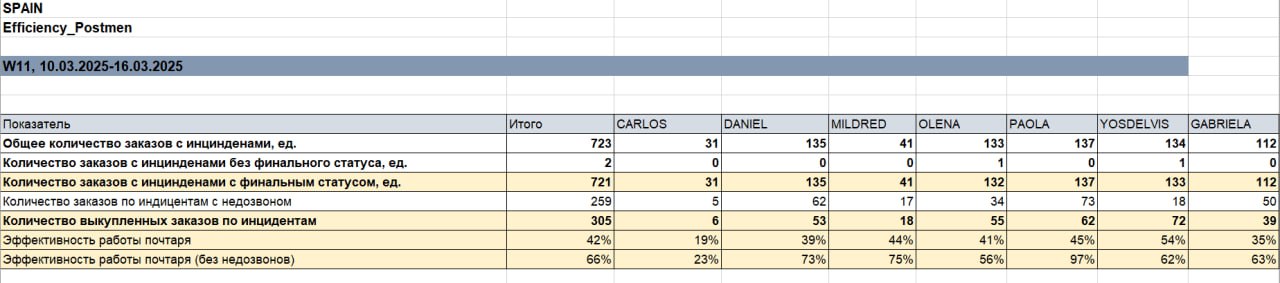 SPAIN
Efficiency_Postmen
W11, 10.03.2025-16.03.2025
Показатель Итого CARLOS DANIEL MILDRED OLENA PAOLA YOSDELVIS GABRIELA
Общее количество заказов с инцинденами, ед. 723 31 135 41 133 137 134 112
Количество заказов с инцинденами без финального статуса, ед. 2 0 0 0 1 0 1 0
Количество заказов с инцинденами с финальным статусом, ед. 721 31 135 41 132 137 133 112
Количество заказов по индицентам с недозвоном 259 5 62 17 34 73 18 50
Количество выкупленных заказов по инцидентам 305 6 53 18 55 62 72 39
Эффективность работы почтаря 42% 19% 39% 44% 41% 45% 54% 35%
Эффективность работы почтаря (без недозвонов) 66% 23% 73% 75% 56% 97% 62% 63%